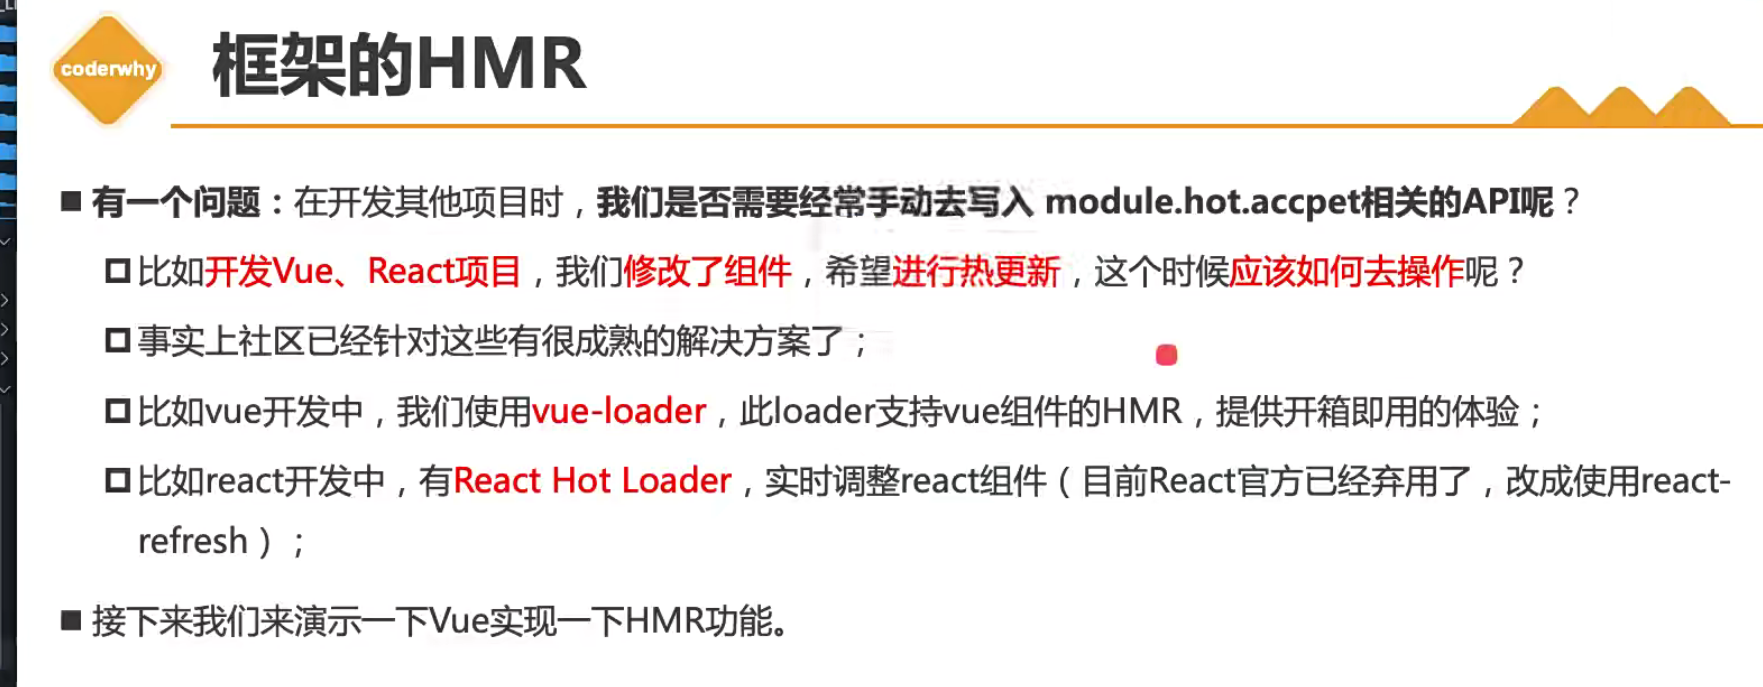 coderwhy
框架的HMR
有一个问题：在开发其他项目时，我们是否需要经常手动去写入 module.hot.accpet相关的API呢？
比如开发Vue、React项目，我们修改了组件，希望进行热更新，这个时候应该如何去操作呢？
事实上社区已经针对这些有很成熟的解决方案了；
比如vue开发中，我们使用vue-loader，此loader支持vue组件的HMR，提供开箱即用的体验；
比如react开发中，有React Hot Loader，实时调整react组件（目前React官方已经弃用了，改成使用react-
refresh）；
接下来我们来演示一下Vue实现一下HMR功能。